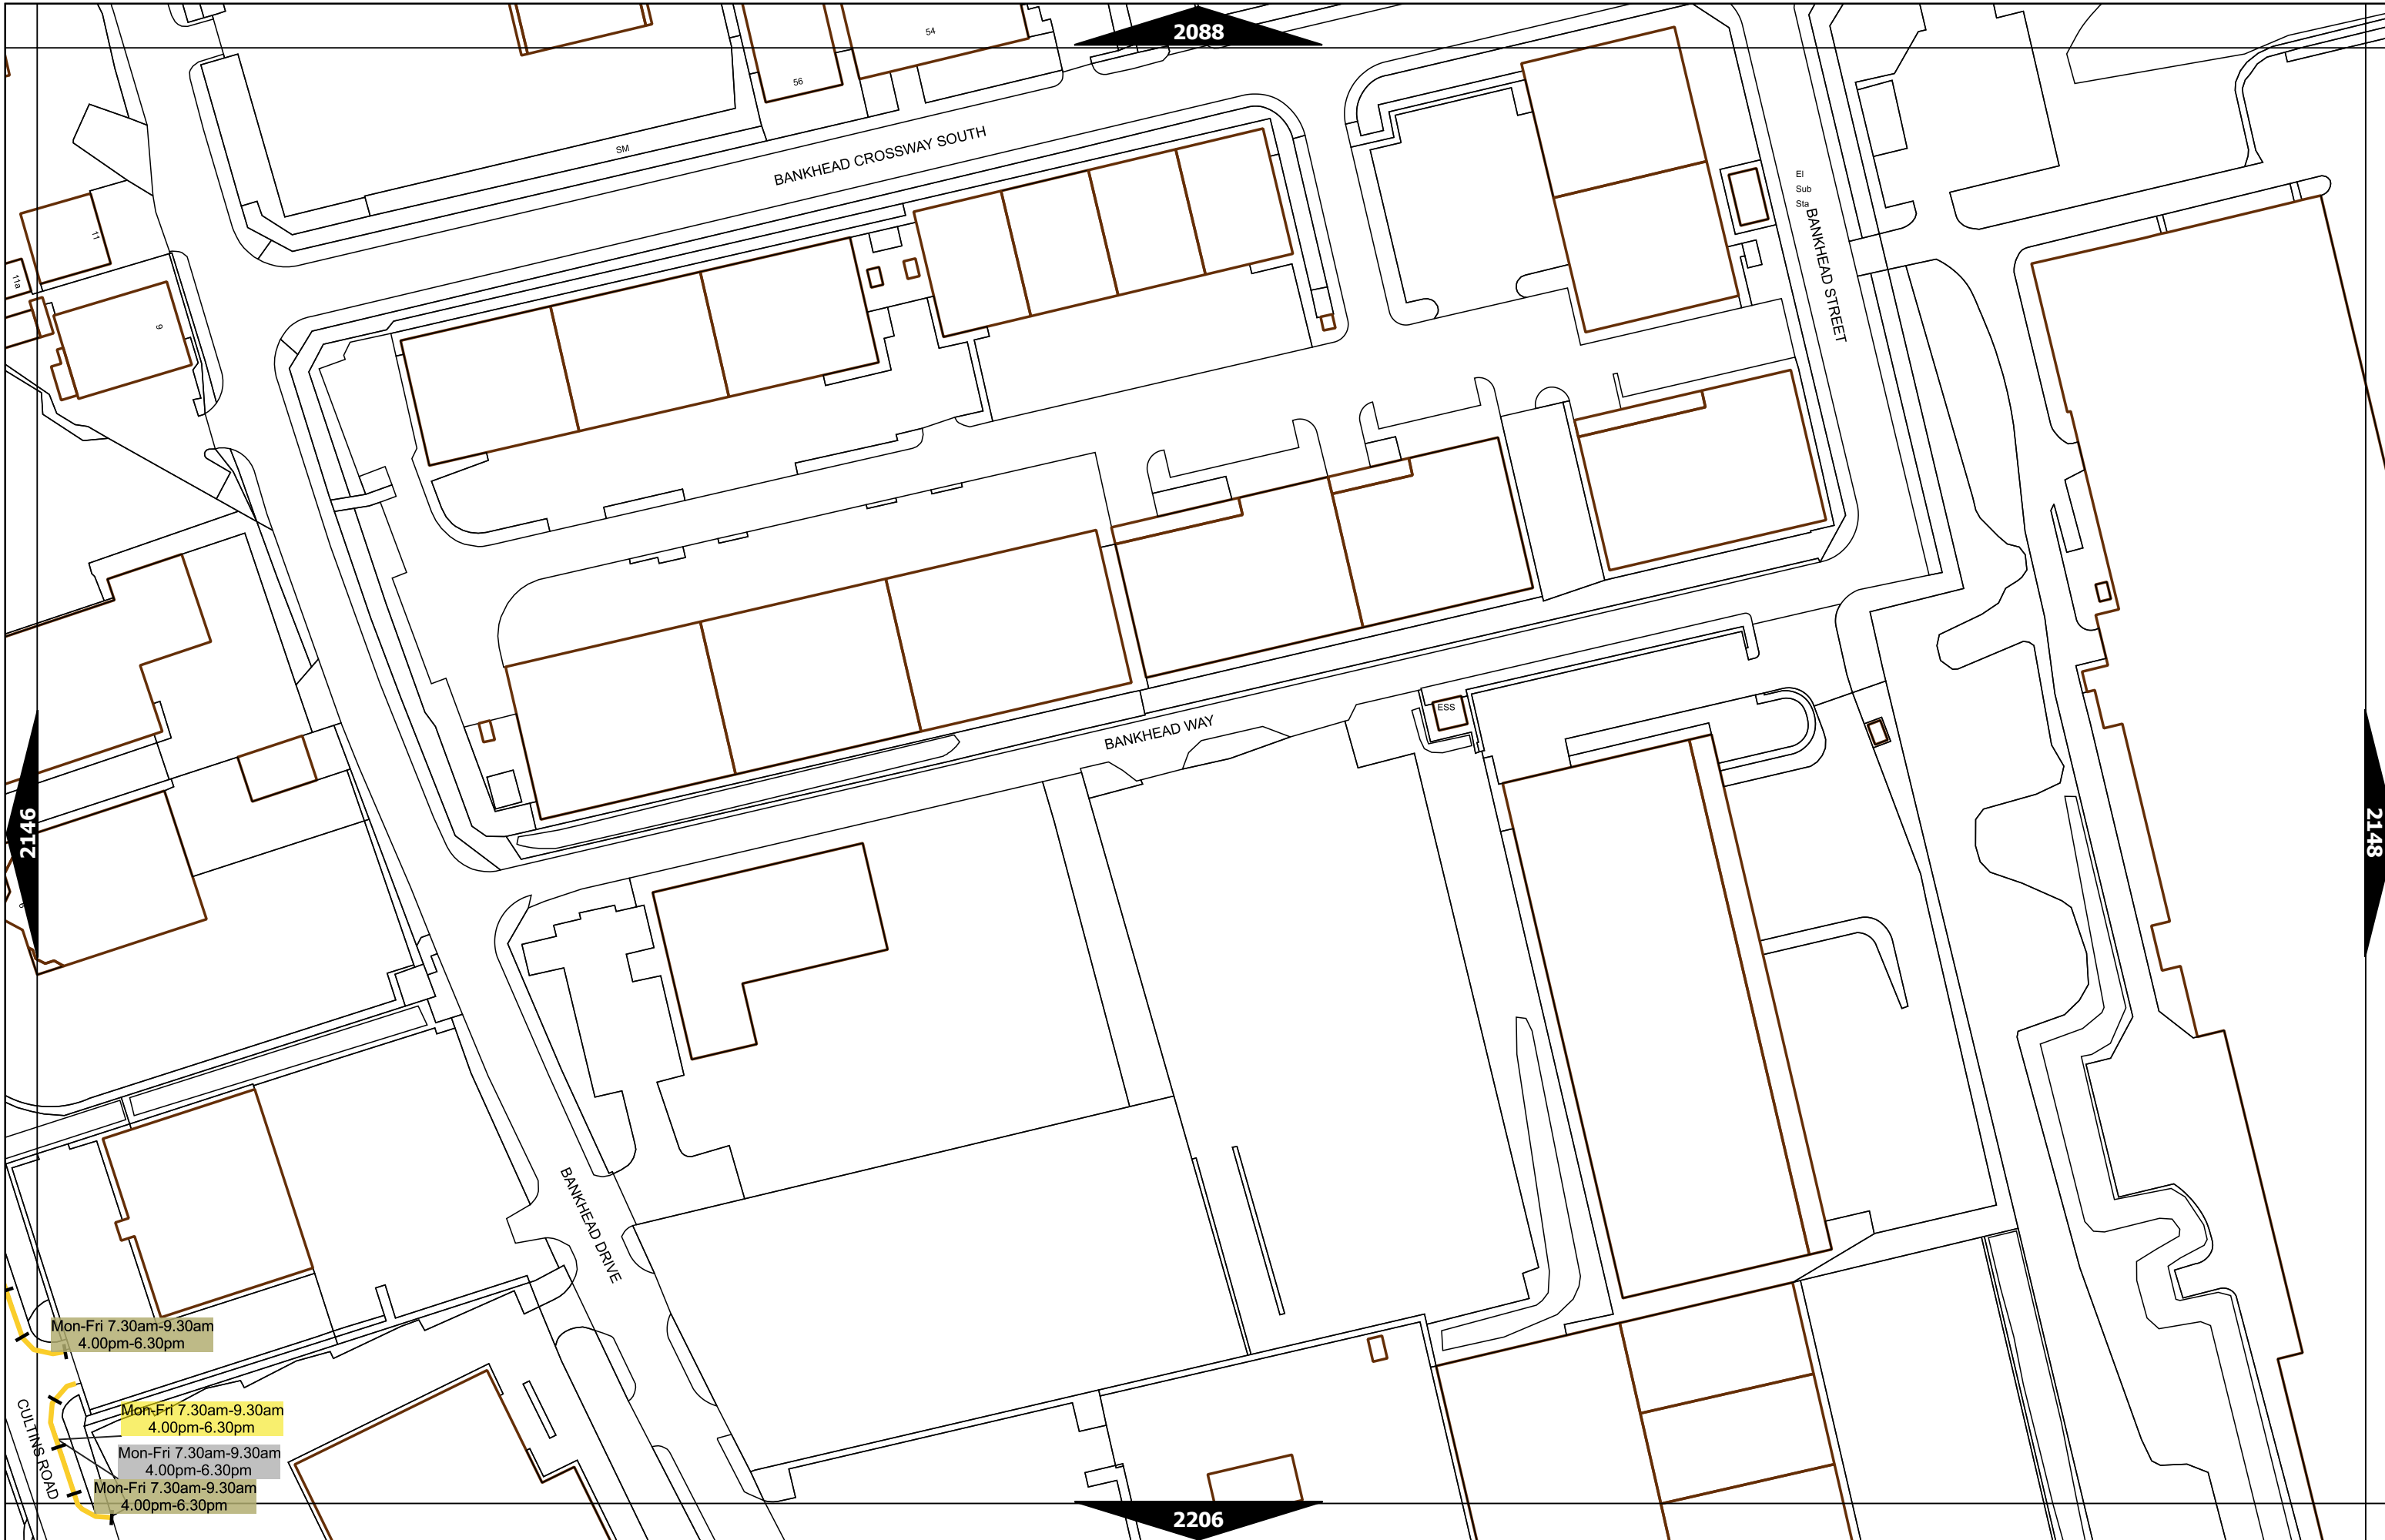 2088
54
56
SM
BANKHEAD CROSSWAY SOUTH
El
Sub
Sta
BANKHEAD STREET
11
11a
9
ESS
BANKHEAD WAY
2146
2148
BANKHEAD DRIVE
Mon-Fri 7.30am-9.30am
4.00pm-6.30pm
CULTINS ROAD
Mon-Fri 7.30am-9.30am
4.00pm-6.30pm
Mon-Fri 7.30am-9.30am
4.00pm-6.30pm
Mon-Fri 7.30am-9.30am
4.00pm-6.30pm
2206